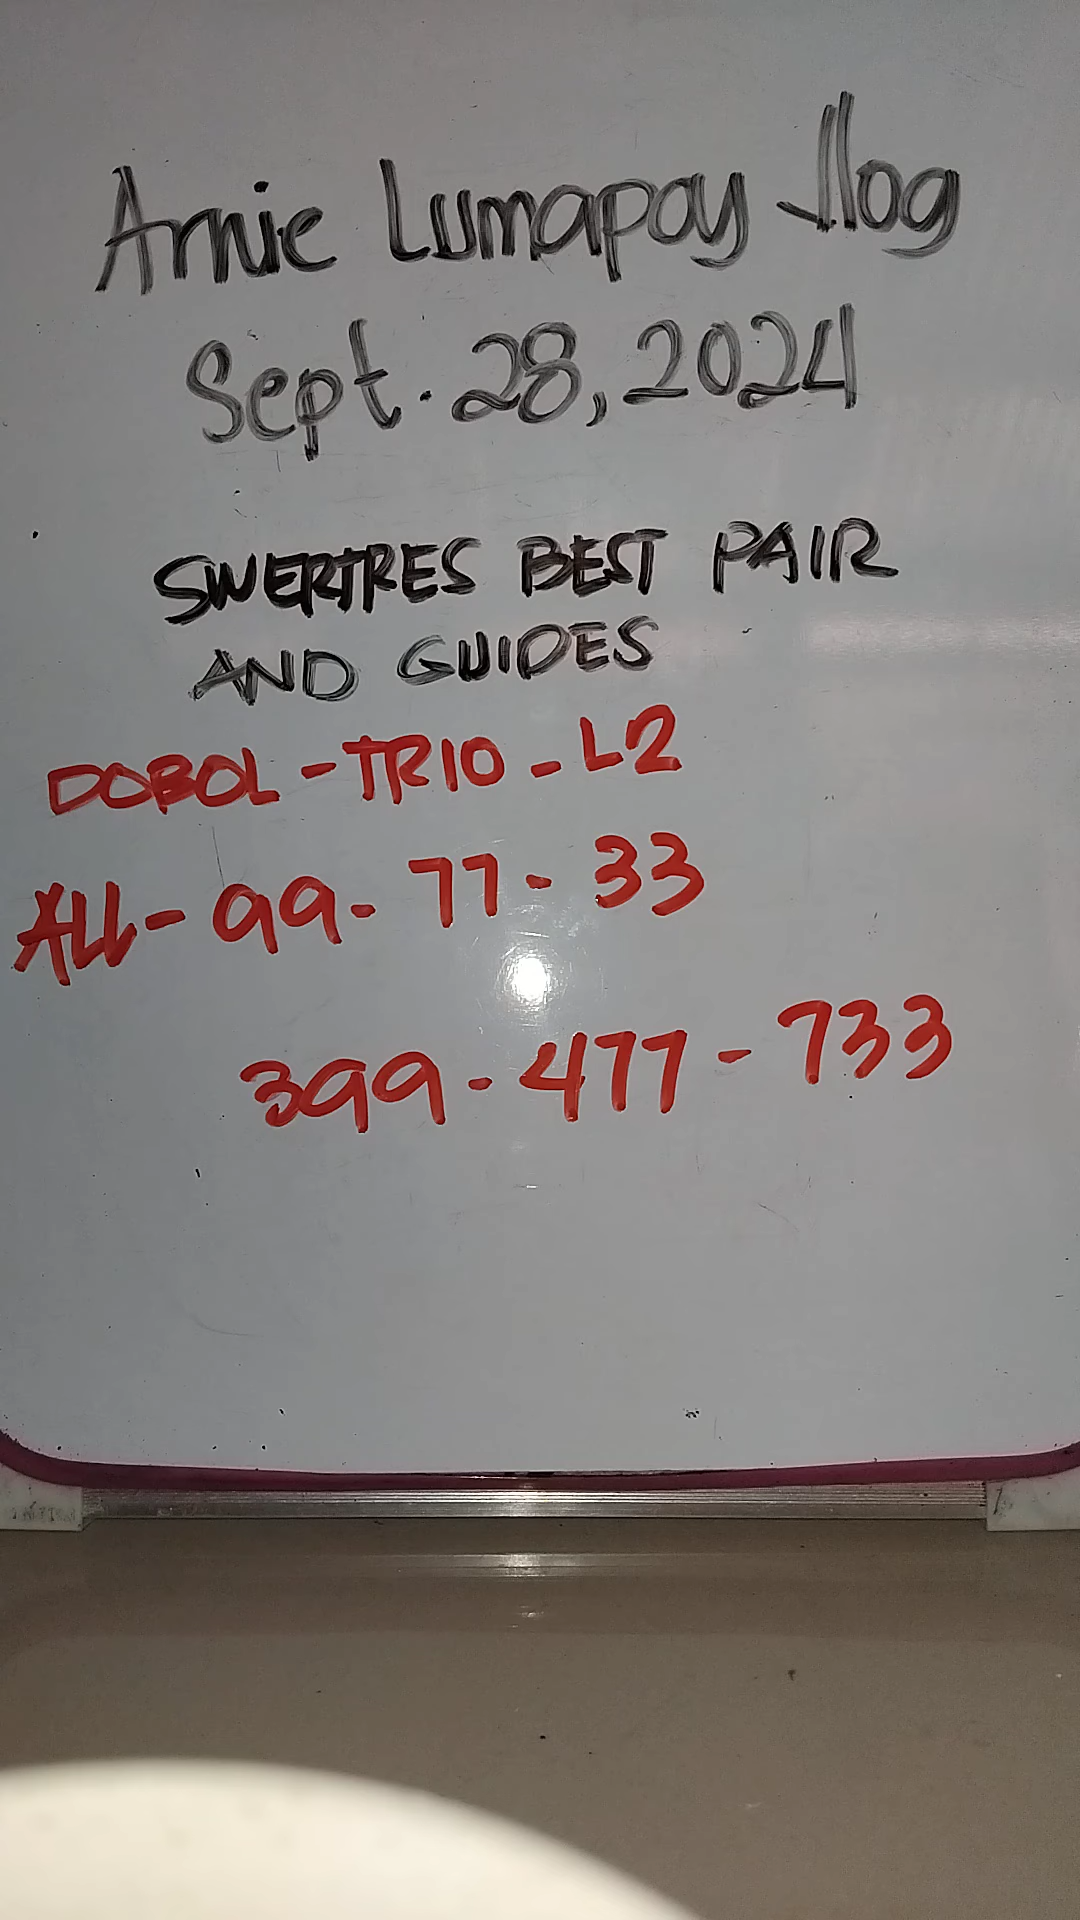 Arnie Lumapay Vlog
Sept. 28, 2024
SWERTRES BEST PAIR
AND GUIDES
DOBOL - TRIO - L2
ALL - 99 - 77 - 33
399 - 477 - 733